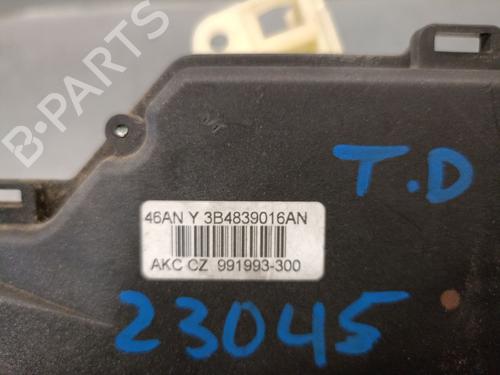 B-PARTS
T.D
46AN Y 3B4839016AN
AKC CZ 991993-300
23045